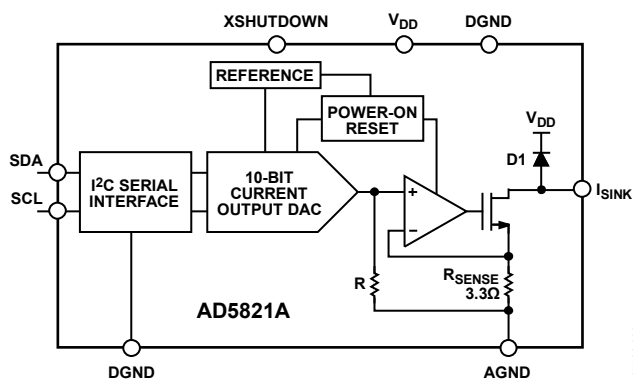 XSHUTDOWN
VDD
DGND
REFERENCE
POWER-ON
RESET
VDD
D1
SDA
SCL
I2C SERIAL
INTERFACE
10-BIT
CURRENT
OUTPUT DAC
+
–
ISINK
R
RSENSE
3.3Ω
AD5821A
DGND
AGND